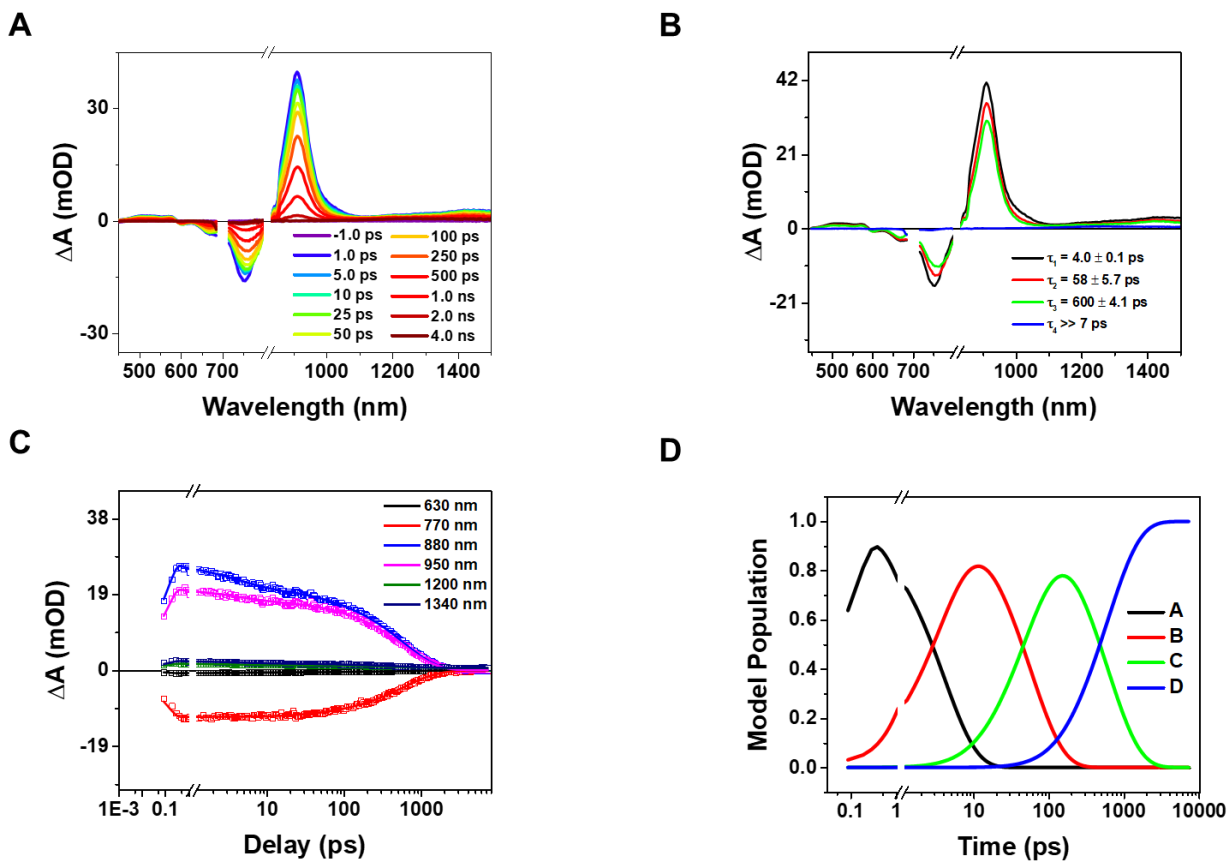 A
ΔA (mOD)
30
0
-30
-1.0 ps
1.0 ps
5.0 ps
10 ps
25 ps
50 ps
100 ps
250 ps
500 ps
1.0 ns
2.0 ns
4.0 ns
500 600 700 1000 1200 1400
Wavelength (nm)
B
ΔA (mOD)
42
21
0
-21
τ1 = 4.0 ± 0.1 ps
τ2 = 58 ± 5.7 ps
τ3 = 600 ± 4.1 ps
τ4 >> 7 ps
500 600 700 1000 1200 1400
Wavelength (nm)
C
ΔA (mOD)
38
19
0
-19
630 nm
770 nm
880 nm
950 nm
1200 nm
1340 nm
1E-3 0.1 10 100 1000
Delay (ps)
D
Model Population
1.0
0.8
0.6
0.4
0.2
0.0
A
B
C
D
0.1 1 10 100 1000 10000
Time (ps)